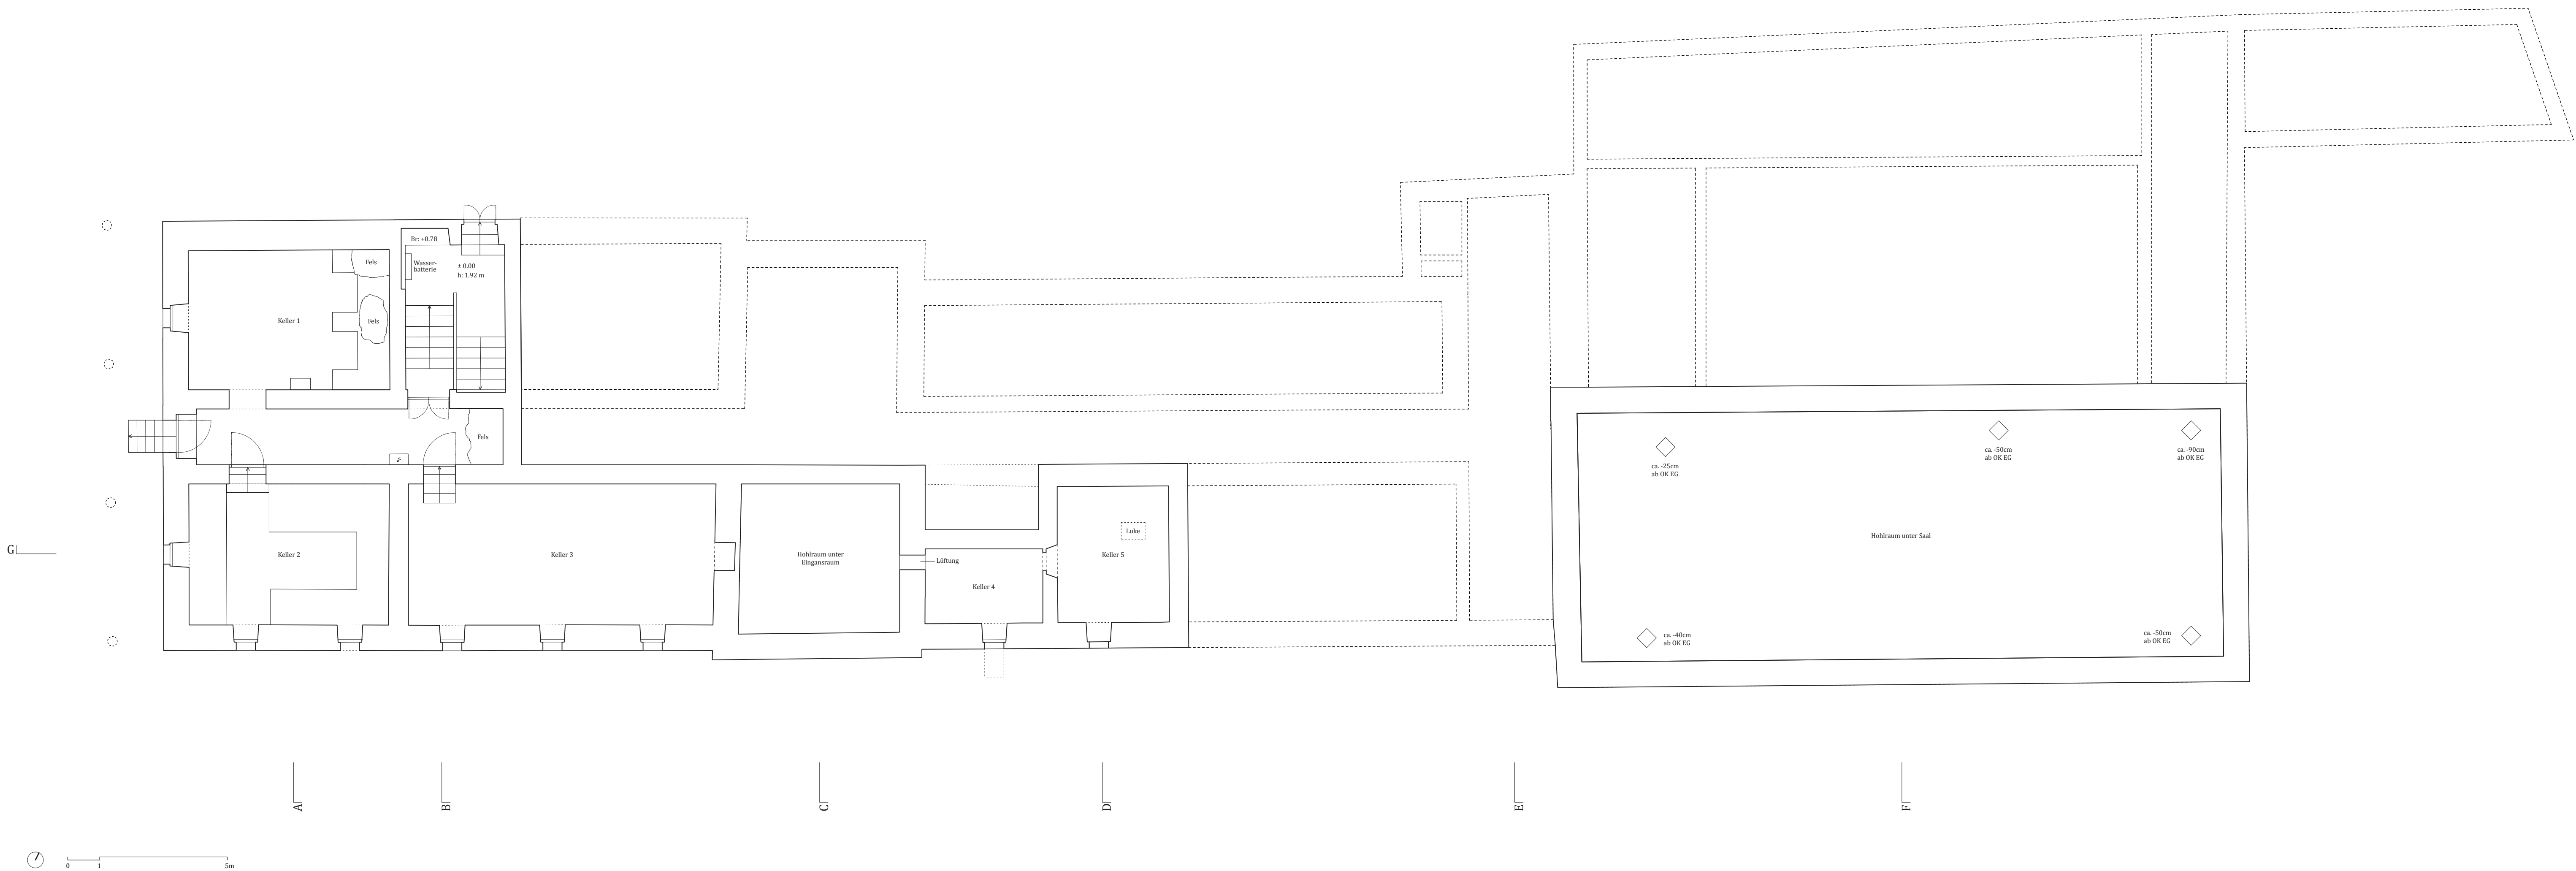 Br: +0.78
Fels
Wasser-
batterie
± 0.00
h: 1.92 m
Keller 1
Fels
Fels
ca. -25cm
ab OK EG
ca. -50cm
ab OK EG
ca. -90cm
ab OK EG
Hohlraum unter Saal
Luke
G
Keller 2
Keller 3
Hohlraum unter
Eingansraum
Lüftung
Keller 4
Keller 5
ca. -40cm
ab OK EG
ca. -50cm
ab OK EG
A
B
C
D
E
F
0
1
5m